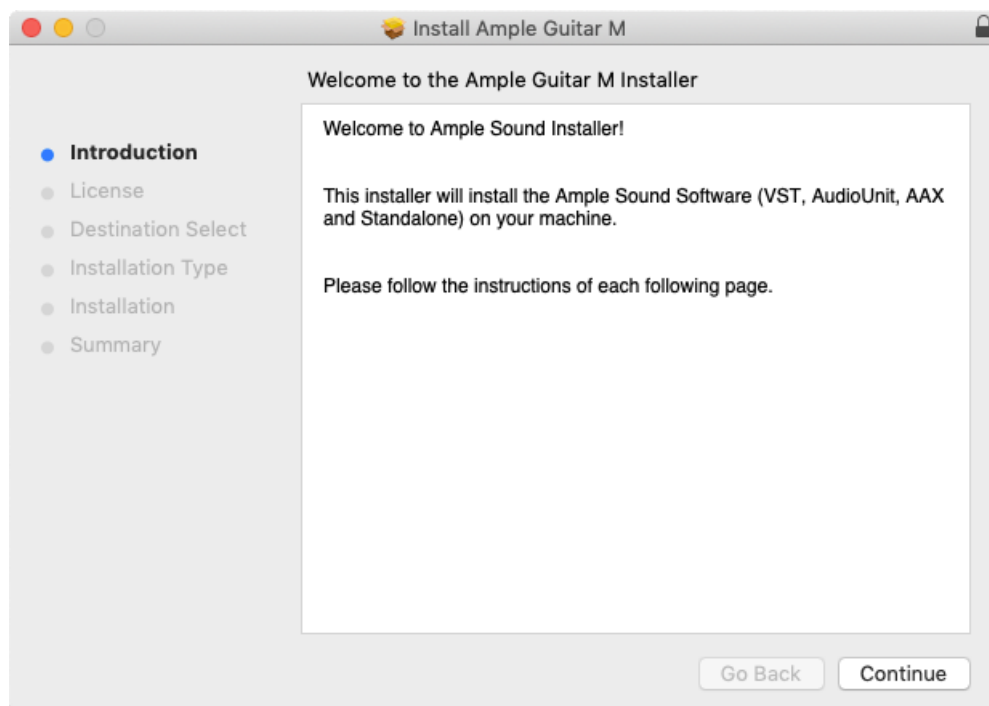 Install Ample Guitar M
Welcome to the Ample Guitar M Installer
Introduction
License
Destination Select
Installation Type
Installation
Summary
Welcome to Ample Sound Installer!
This installer will install the Ample Sound Software (VST, AudioUnit, AAX
and Standalone) on your machine.
Please follow the instructions of each following page.
Go Back
Continue